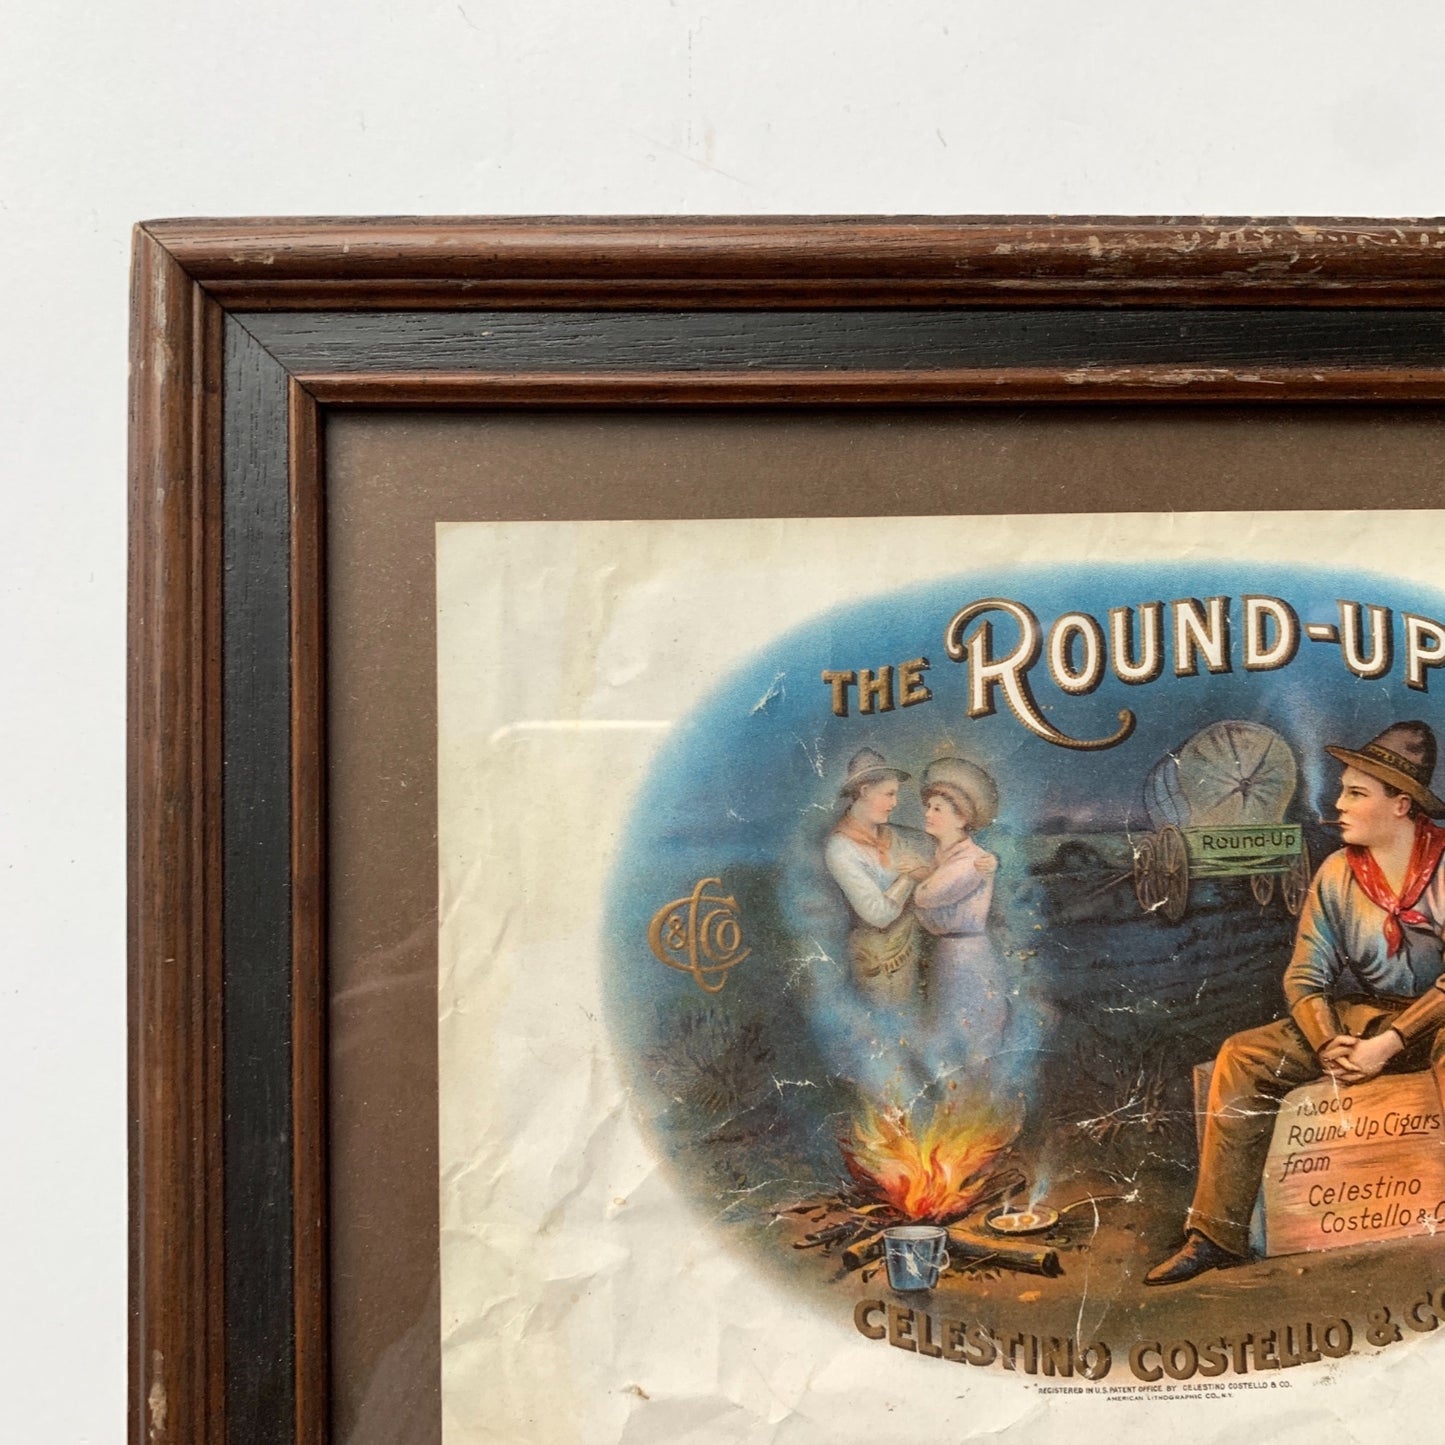 THE ROUND-UP
C & Co
Round-Up
Round-Up Cigars
from
Celestino
Costello &
CELESTINO COSTELLO & CO
REGISTERED IN U.S. PATENT OFFICE BY CELESTINO COSTELLO & CO.
AMERICAN LITHOGRAPHIC CO., N.Y.